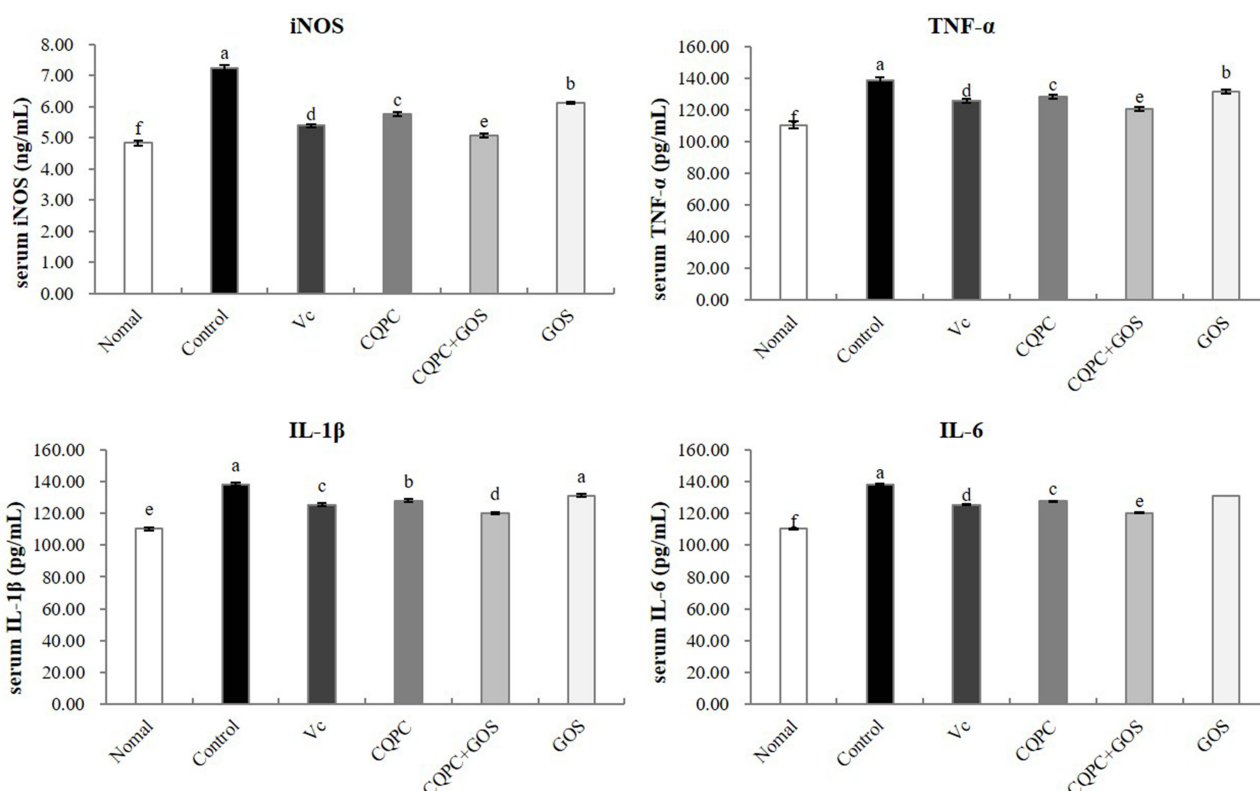 iNOS
serum iNOS (ng/mL)
8.00
7.00
6.00
5.00
4.00
3.00
2.00
1.00
0.00
f
a
d
c
e
b
Nomal
Control
Vc
CQPC
CQPC+GOS
GOS
TNF-α
serum TNF-α (pg/mL)
160.00
140.00
120.00
100.00
80.00
60.00
40.00
20.00
0.00
f
a
d
c
e
b
Nomal
Control
Vc
CQPC
CQPC+GOS
GOS
IL-1β
serum IL-1β (pg/mL)
160.00
140.00
120.00
100.00
80.00
60.00
40.00
20.00
0.00
e
a
c
b
d
a
Nomal
Control
Vc
CQPC
CQPC+GOS
GOS
IL-6
serum IL-6 (pg/mL)
160.00
140.00
120.00
100.00
80.00
60.00
40.00
20.00
0.00
f
a
d
c
e
Nomal
Control
Vc
CQPC
CQPC+GOS
GOS